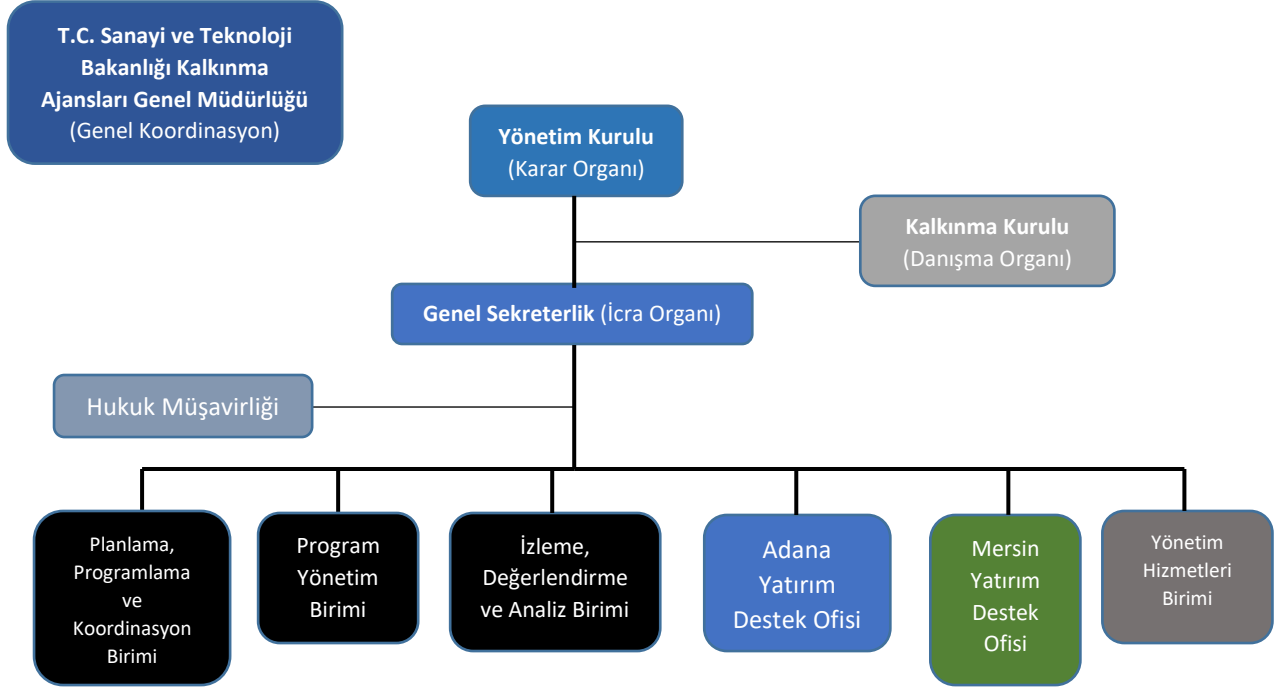 T.C. Sanayi ve Teknoloji
Bakanlığı Kalkınma
Ajansları Genel Müdürlüğü
(Genel Koordinasyon)
Yönetim Kurulu
(Karar Organı)
Kalkınma Kurulu
(Danışma Organı)
Genel Sekreterlik (İcra Organı)
Hukuk Müşavirliği
Planlama,
Programlama
ve
Koordinasyon
Birimi
Program
Yönetim
Birimi
İzleme,
Değerlendirme
ve Analiz Birimi
Adana
Yatırım
Destek Ofisi
Mersin
Yatırım
Destek
Ofisi
Yönetim
Hizmetleri
Birimi